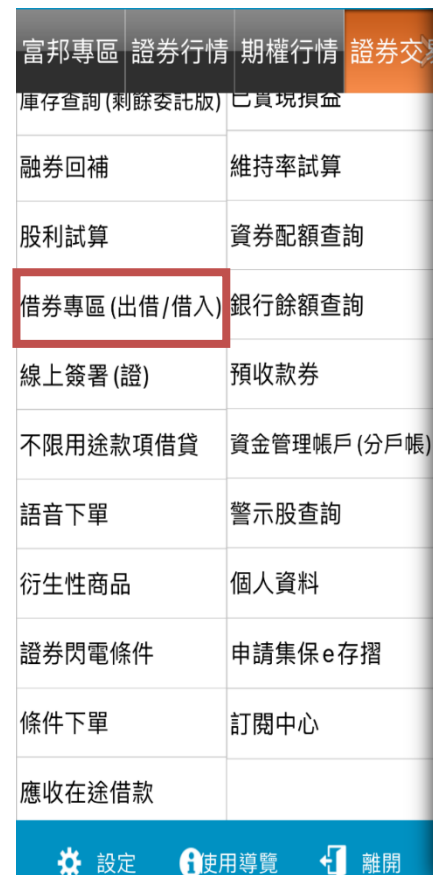 富邦專區 證券行情 期權行情 證券交
庫存查詢(剩餘委託版) 已實現損益
融券回補 維持率試算
股利試算 資券配額查詢
借券專區(出借/借入) 銀行餘額查詢
線上簽署(證) 預收款券
不限用途款項借貸 資金管理帳戶(分戶帳)
語音下單 警示股查詢
衍生性商品 個人資料
證券閃電條件 申請集保e存摺
條件下單 訂閱中心
應收在途借款
設定 使用導覽 離開